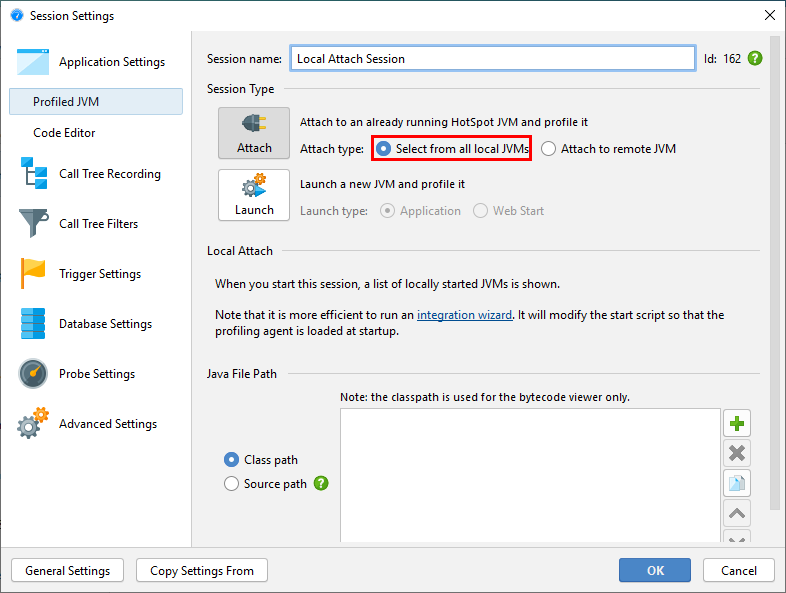 Session Settings
Application Settings
Profiled JVM
Code Editor
Call Tree Recording
Call Tree Filters
Trigger Settings
Database Settings
Probe Settings
Advanced Settings
Session name: Local Attach Session Id: 162 ?
Session Type
Attach
Attach to an already running HotSpot JVM and profile it
Attach type: Select from all local JVMs Attach to remote JVM
Launch
Launch a new JVM and profile it
Launch type: Application Web Start
Local Attach
When you start this session, a list of locally started JVMs is shown.
Note that it is more efficient to run an integration wizard. It will modify the start script so that the
profiling agent is loaded at startup.
Java File Path
Note: the classpath is used for the bytecode viewer only.
Class path
Source path ?
General Settings Copy Settings From OK Cancel